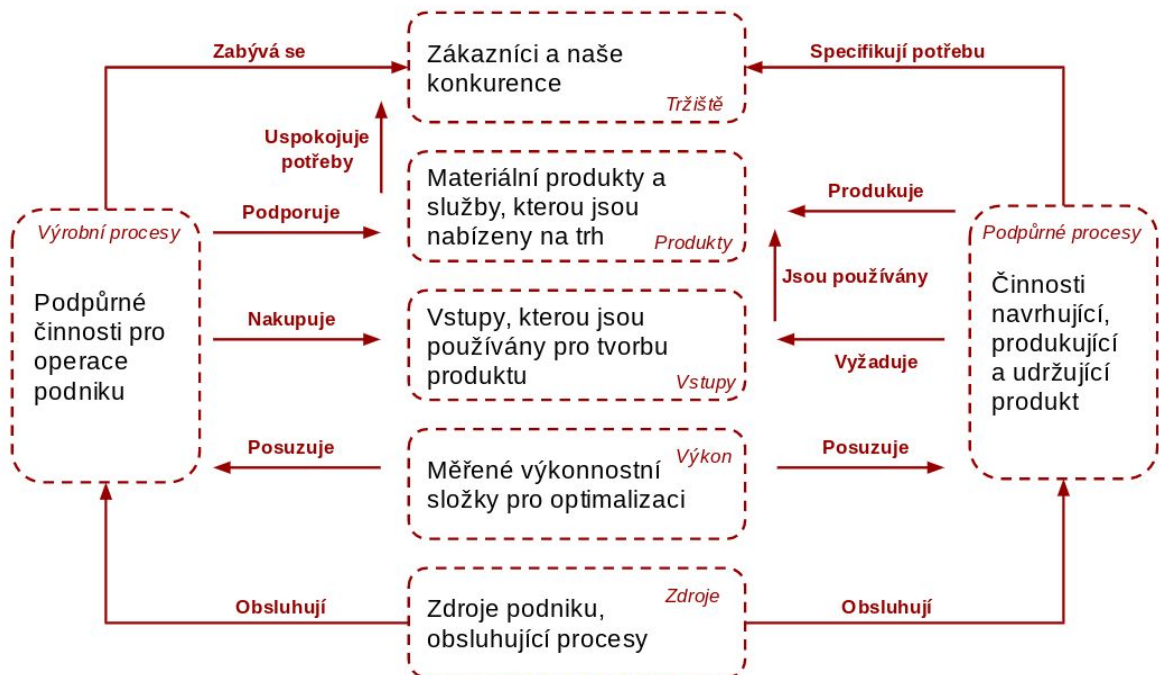 Zabývá se
Zákazníci a naše
konkurence
Tržiště
Specifikují potřebu
Uspokojuje
potřeby
Materiální produkty a
služby, kterou jsou
nabízeny na trh
Produkty
Podporuje
Produkuje
Výrobní procesy
Podpůrné
činnosti pro
operace
podniku
Podpůrné procesy
Činnosti
navrhující,
produkující
a udržující
produkt
Jsou používány
Nakupuje
Vstupy, kterou jsou
používány pro tvorbu
produktu
Vstupy
Vyžaduje
Posuzuje
Výkon
Měřené výkonnostní
složky pro optimalizaci
Posuzuje
Obsluhují
Zdroje
Zdroje podniku,
obsluhující procesy
Obsluhují